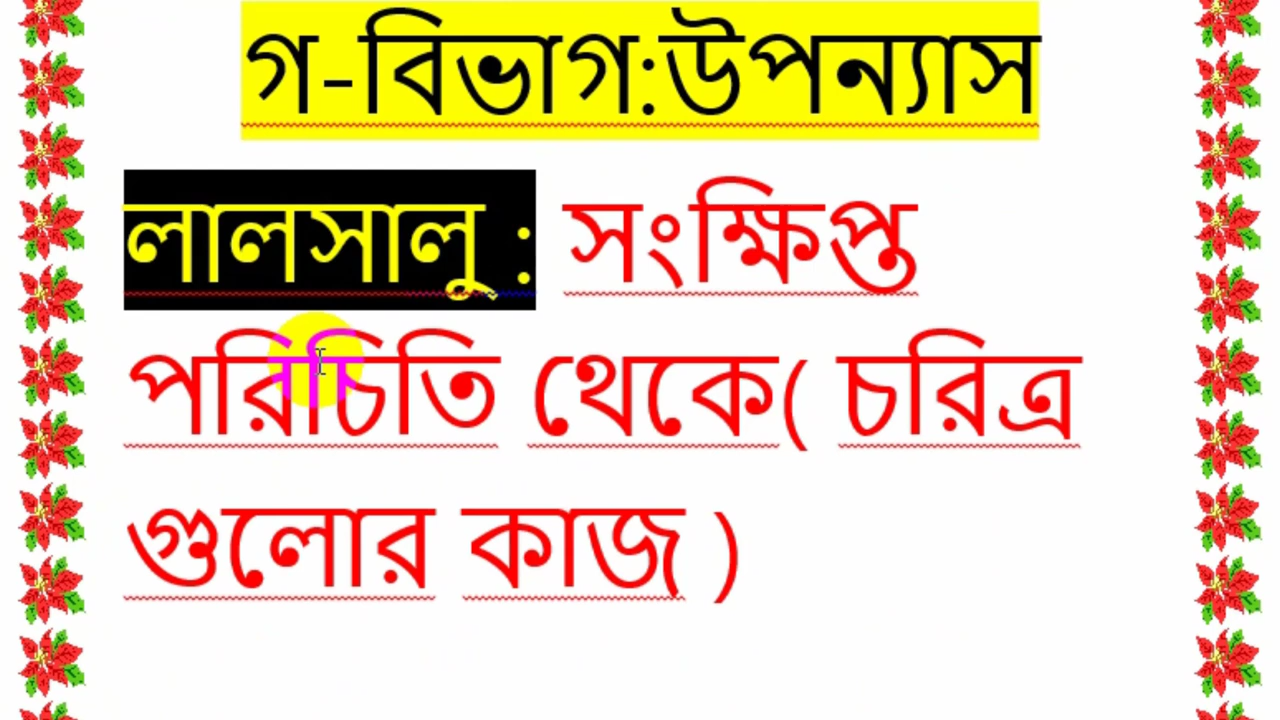 গ-বিভাগ:উপন্যাস
লালসালু : সংক্ষিপ্ত
পরিচিতি থেকে( চরিত্র
গুলোর কাজ )